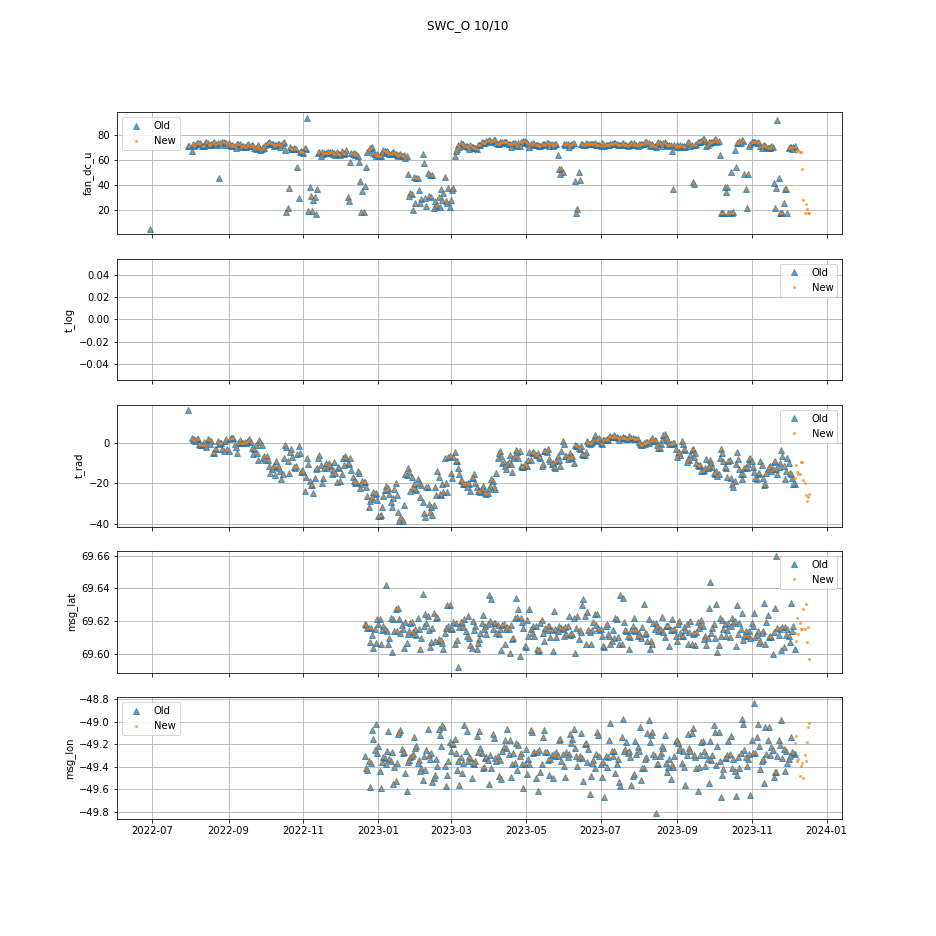 SWC_O 10/10
fan_dc_u
80
60
40
20
Old
New
t_log
0.04
0.02
0.00
−0.02
−0.04
Old
New
t_rad
0
−20
−40
Old
New
msg_lat
69.66
69.64
69.62
69.60
Old
New
msg_lon
−48.8
−49.0
−49.2
−49.4
−49.6
−49.8
Old
New
2022-07 2022-09 2022-11 2023-01 2023-03 2023-05 2023-07 2023-09 2023-11 2024-01